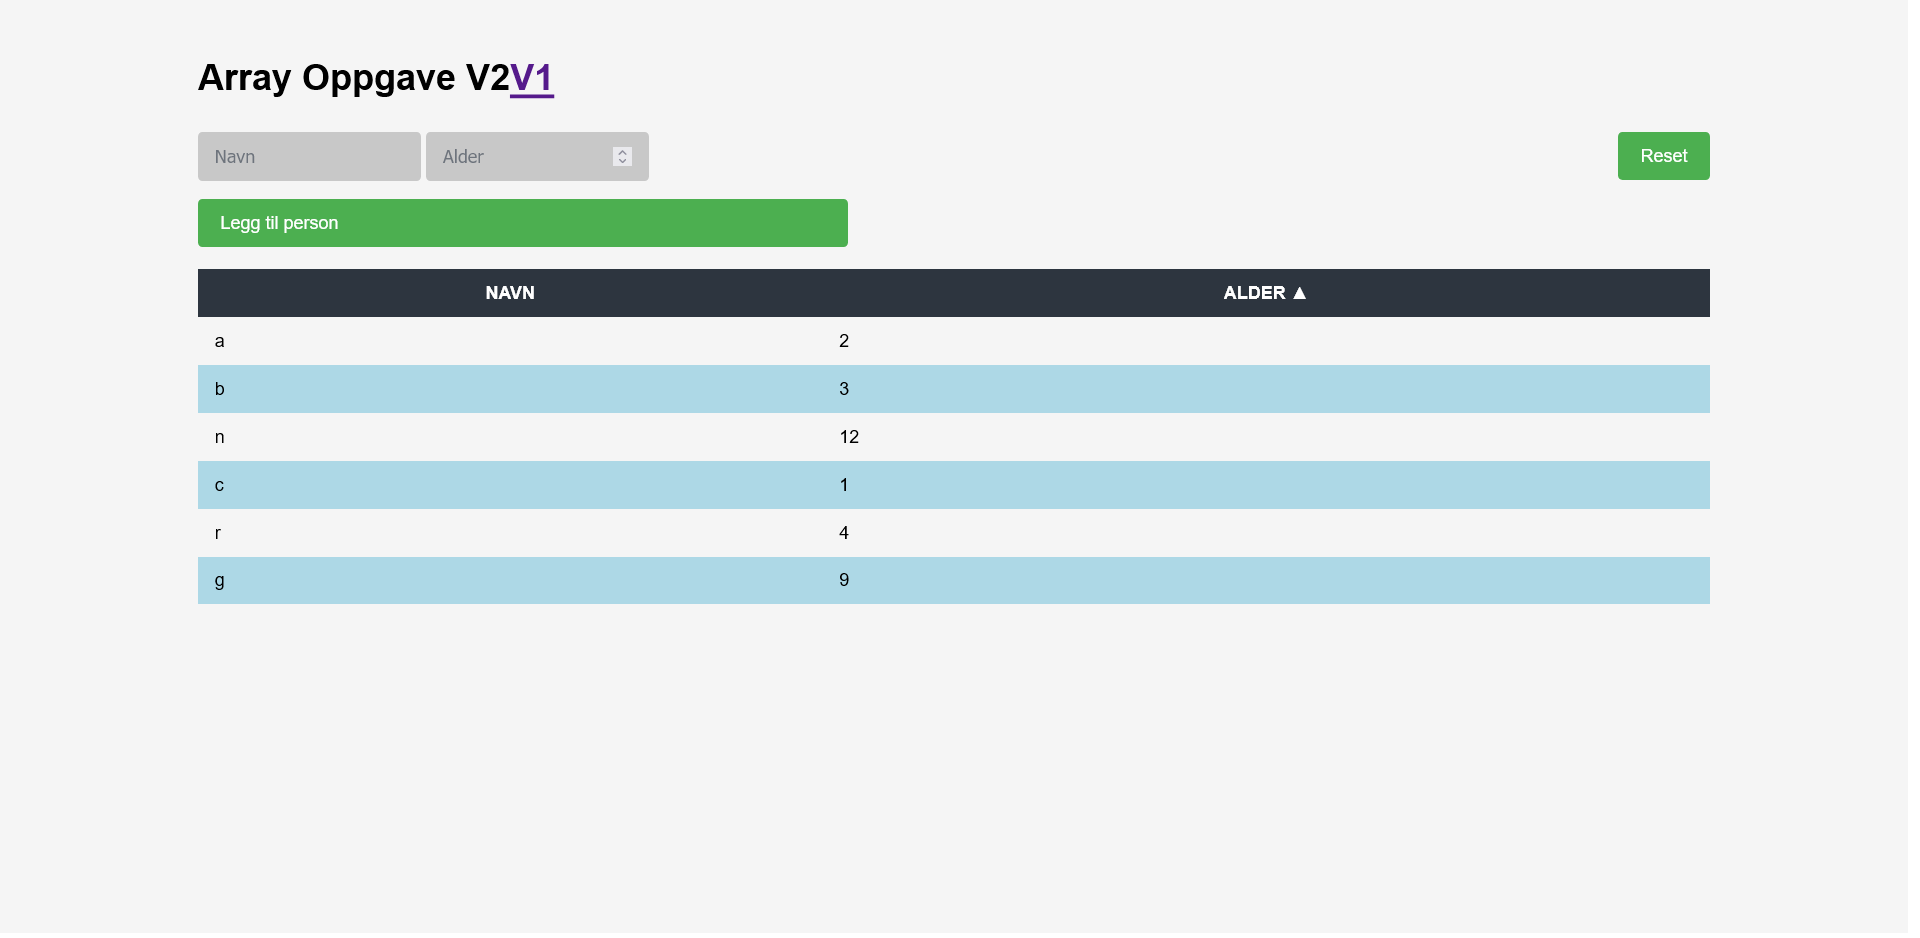 Array Oppgave V2V1
Navn Alder Reset
Legg til person
NAVN ALDER ▲
a 2
b 3
n 12
c 1
r 4
g 9